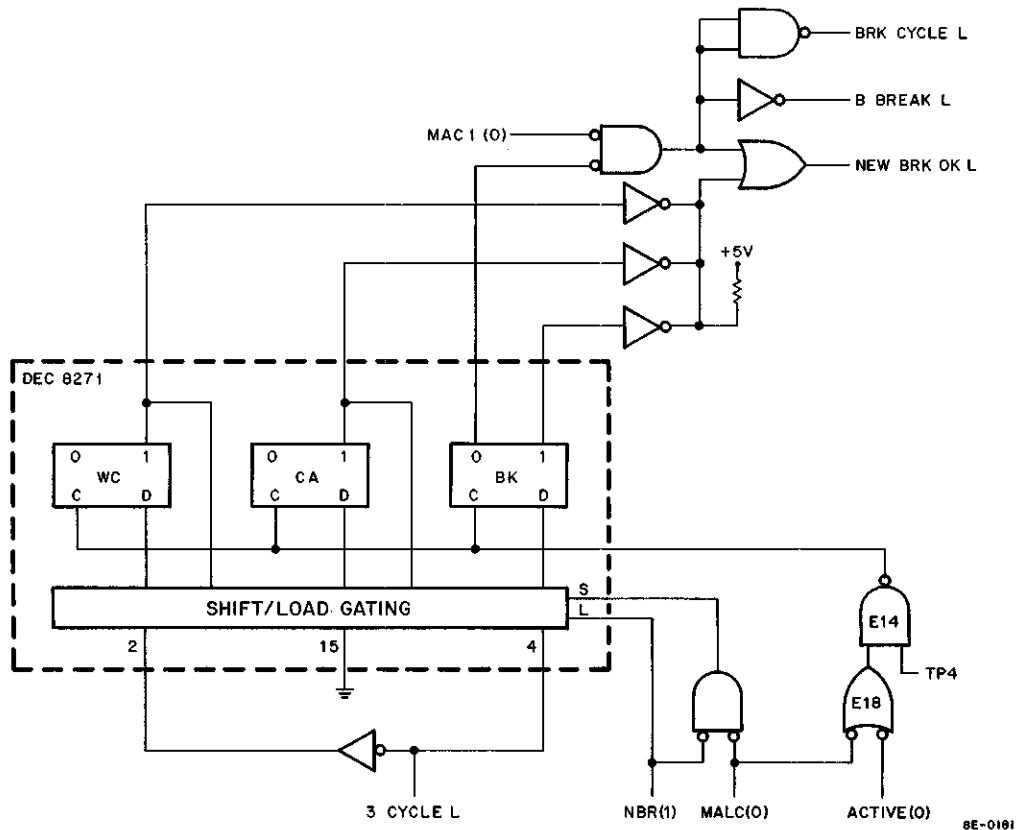 BRK CYCLE L
B BREAK L
MAC 1 (0)
NEW BRK OK L
+5V
DEC 8271
0 1
WC
C D
0 1
CA
C D
0 1
BK
C D
SHIFT/LOAD GATING
S
L
E14
2
15
4
TP4
E18
3 CYCLE L
NBR(1)
MALC(0)
ACTIVE(0)
8E-0181